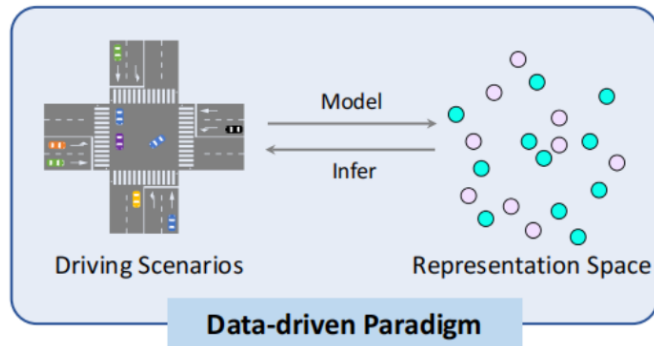 Model
Infer
Driving Scenarios
Representation Space
Data-driven Paradigm